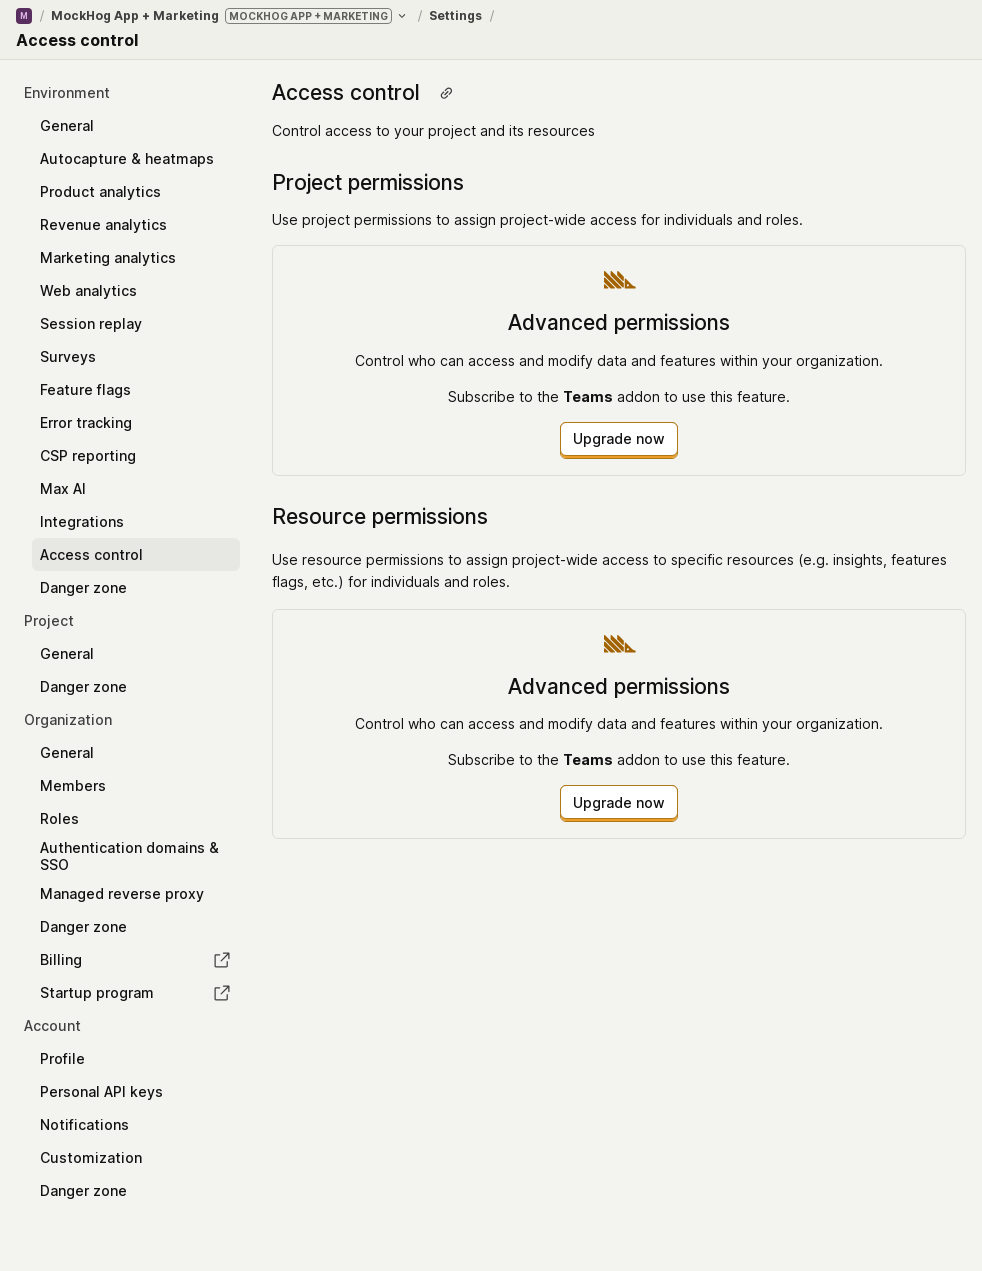 M / MockHog App + Marketing MOCKHOG APP + MARKETING / Settings /
Access control
Environment
General
Autocapture & heatmaps
Product analytics
Revenue analytics
Marketing analytics
Web analytics
Session replay
Surveys
Feature flags
Error tracking
CSP reporting
Max AI
Integrations
Access control
Danger zone
Project
General
Danger zone
Organization
General
Members
Roles
Authentication domains &
SSO
Managed reverse proxy
Danger zone
Billing
Startup program
Account
Profile
Personal API keys
Notifications
Customization
Danger zone
Access control
Control access to your project and its resources
Project permissions
Use project permissions to assign project-wide access for individuals and roles.
Advanced permissions
Control who can access and modify data and features within your organization.
Subscribe to the Teams addon to use this feature.
Upgrade now
Resource permissions
Use resource permissions to assign project-wide access to specific resources (e.g. insights, features
flags, etc.) for individuals and roles.
Advanced permissions
Control who can access and modify data and features within your organization.
Subscribe to the Teams addon to use this feature.
Upgrade now